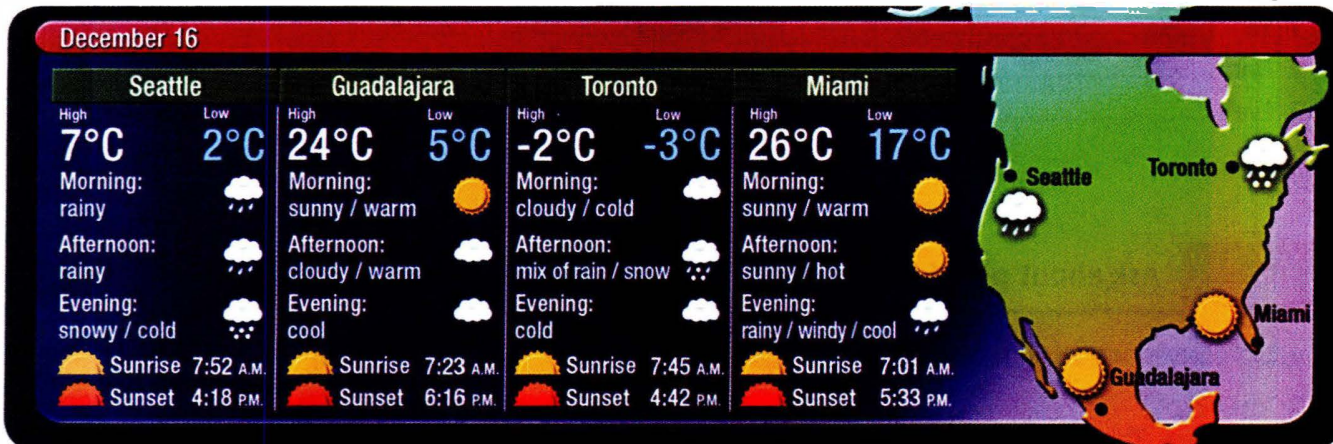 December 16
Seattle
High Low
7°C 2°C
Morning:
rainy
Afternoon:
rainy
Evening:
snowy / cold
Sunrise 7:52 A.M.
Sunset 4:18 P.M.
Guadalajara
High Low
24°C 5°C
Morning:
sunny / warm
Afternoon:
cloudy / warm
Evening:
cool
Sunrise 7:23 A.M.
Sunset 6:16 P.M.
Toronto
High Low
-2°C -3°C
Morning:
cloudy / cold
Afternoon:
mix of rain / snow
Evening:
cold
Sunrise 7:45 A.M.
Sunset 4:42 P.M.
Miami
High Low
26°C 17°C
Morning:
sunny / warm
Afternoon:
sunny / hot
Evening:
rainy / windy / cool
Sunrise 7:01 A.M.
Sunset 5:33 P.M.
Seattle
Toronto
Miami
Guadalajara